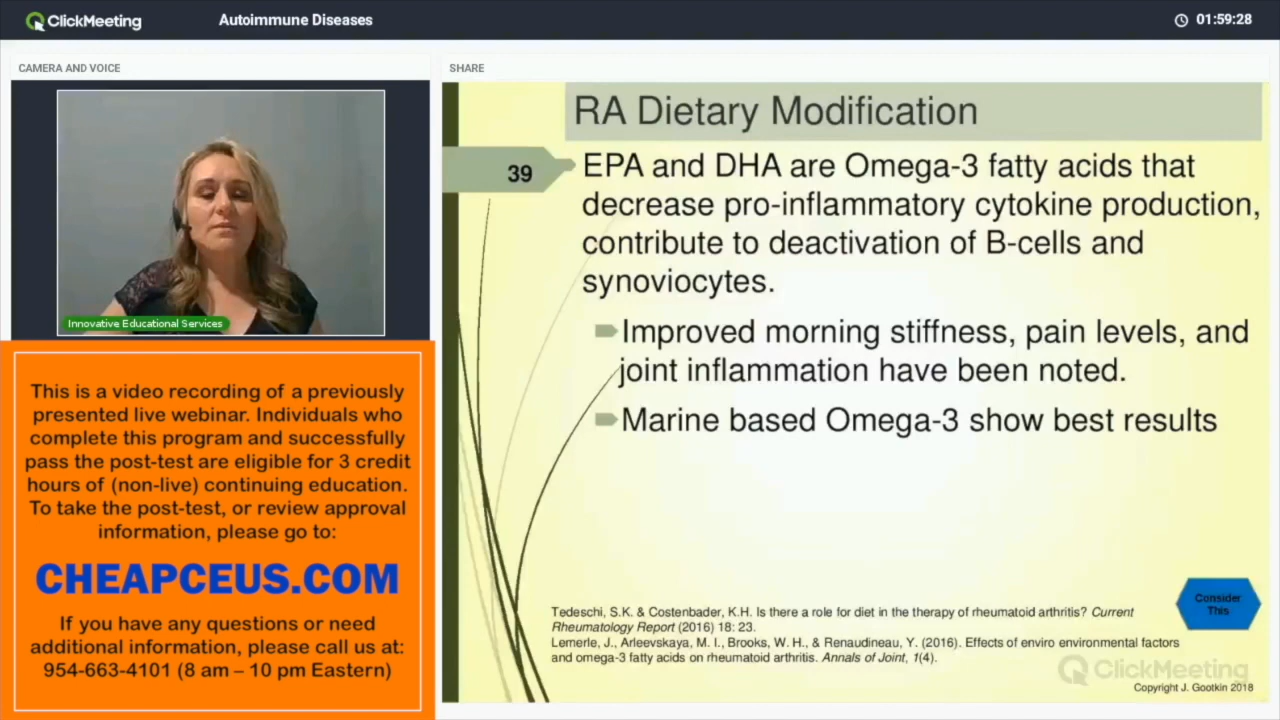 ClickMeeting
Autoimmune Diseases
01:59:28
CAMERA AND VOICE
Innovative Educational Services
This is a video recording of a previously
presented live webinar. Individuals who
complete this program and successfully
pass the post-test are eligible for 3 credit
hours of (non-live) continuing education.
To take the post-test, or review approval
information, please go to:
CHEAPCEUS.COM
If you have any questions or need
additional information, please call us at:
954-663-4101 (8 am – 10 pm Eastern)
SHARE
RA Dietary Modification
39
EPA and DHA are Omega-3 fatty acids that
decrease pro-inflammatory cytokine production,
contribute to deactivation of B-cells and
synoviocytes.
Improved morning stiffness, pain levels, and
joint inflammation have been noted.
Marine based Omega-3 show best results
Consider
This
Tedeschi, S.K. & Costenbader, K.H. Is there a role for diet in the therapy of rheumatoid arthritis? Current
Rheumatology Report (2016) 18: 23.
Lemerle, J., Arleevskaya, M. I., Brooks, W. H., & Renaudineau, Y. (2016). Effects of enviro environmental factors
and omega-3 fatty acids on rheumatoid arthritis. Annals of Joint, 1(4).
ClickMeeting
Copyright J. Gootkin 2018